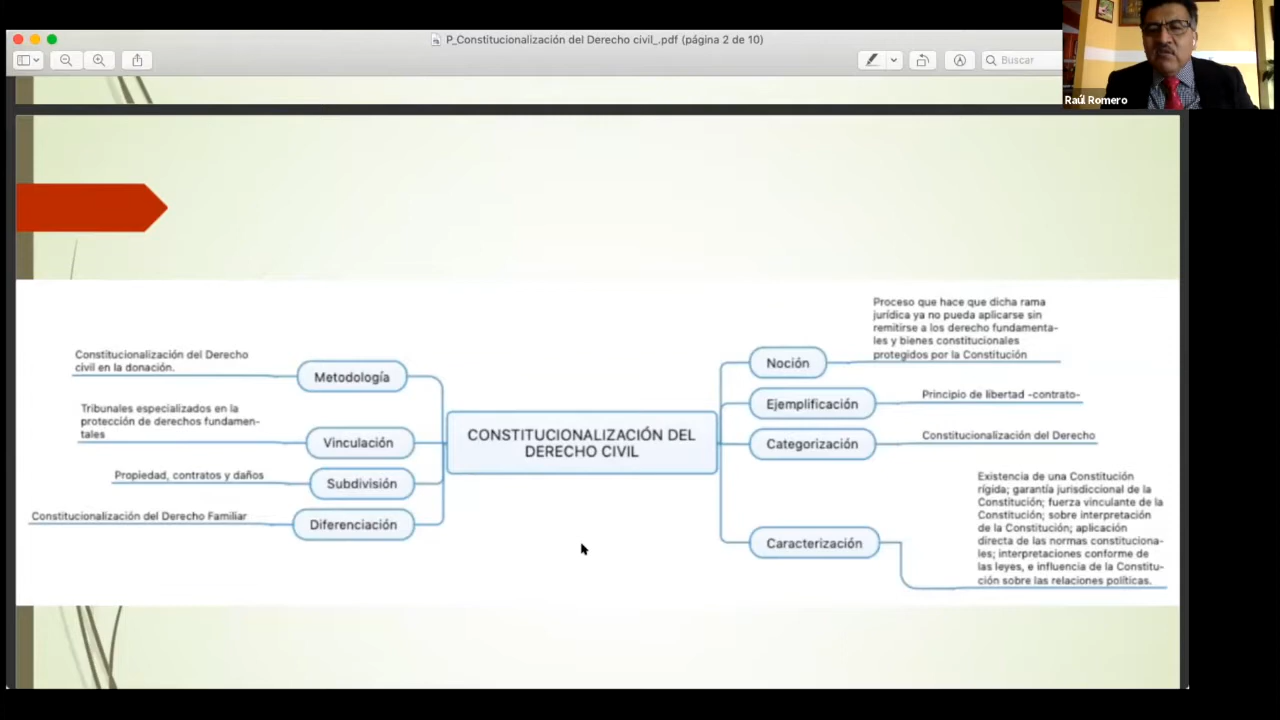 P_Constitucionalización del Derecho civil_.pdf (página 2 de 10)
Buscar
Raúl Romero
Constitucionalización del Derecho
civil en la donación.
Metodología
Tribunales especializados en la
protección de derechos fundamen-
tales
Vinculación
Propiedad, contratos y daños
Subdivisión
Constitucionalización del Derecho Familiar
Diferenciación
CONSTITUCIONALIZACIÓN DEL
DERECHO CIVIL
Proceso que hace que dicha rama
jurídica ya no pueda aplicarse sin
remitirse a los derecho fundamenta-
les y bienes constitucionales
protegidos por la Constitución
Noción
Ejemplificación
Principio de libertad -contrato-
Categorización
Constitucionalización del Derecho
Existencia de una Constitución
rígida; garantía jurisdiccional de la
Constitución; fuerza vinculante de la
Constitución; sobre interpretación
de la Constitución; aplicación
directa de las normas constituciona-
les; interpretaciones conforme de
las leyes, e influencia de la Constitu-
ción sobre las relaciones políticas.
Caracterización